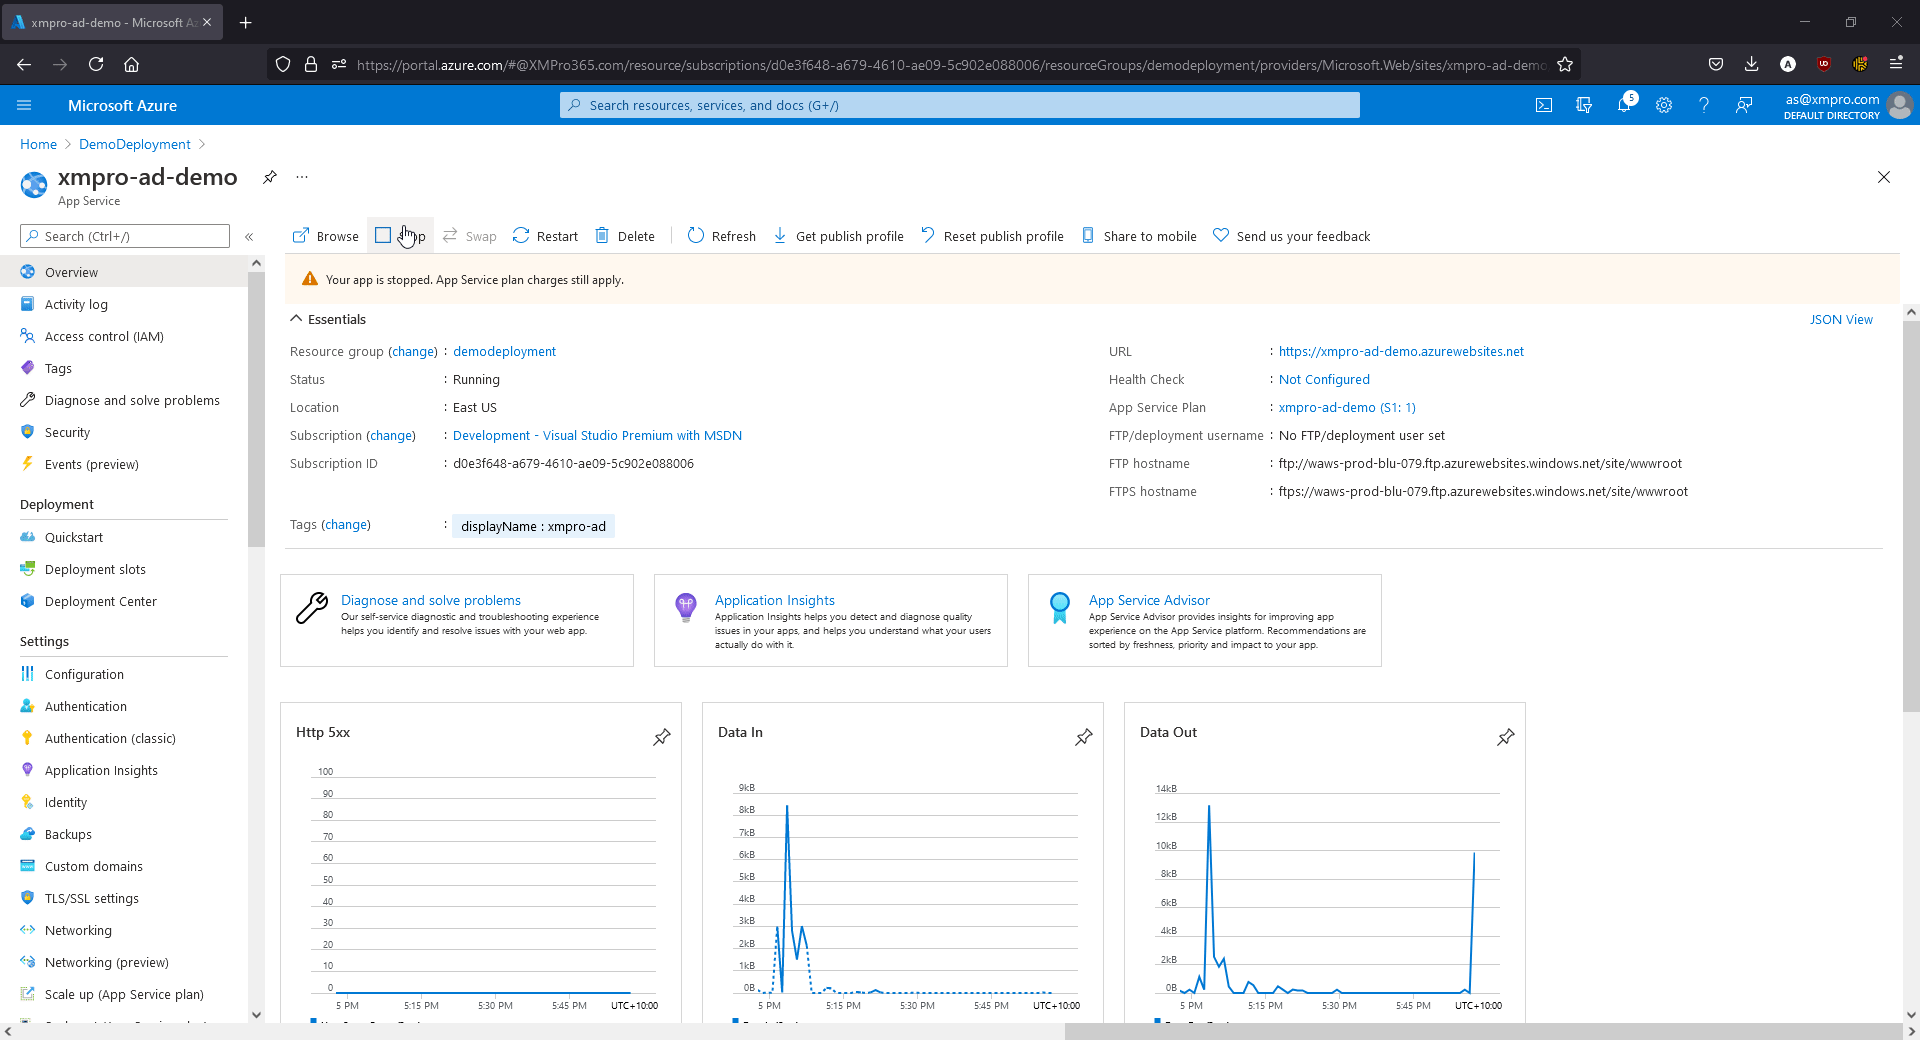 xmpro-ad-demo - Microsoft Az
https://portal.azure.com/#@XMPro365.com/resource/subscriptions/d0e3f648-a679-4610-ae09-5c902e088006/resourceGroups/demodeployment/providers/Microsoft.Web/sites/xmpro-ad-demo
Microsoft Azure
Search resources, services, and docs (G+/)
5
as@xmpro.com
DEFAULT DIRECTORY
Home > DemoDeployment >
xmpro-ad-demo
App Service
Search (Ctrl+/)
Browse
Swap
Restart
Delete
Refresh
Get publish profile
Reset publish profile
Share to mobile
Send us your feedback
Your app is stopped. App Service plan charges still apply.
Overview
Activity log
Access control (IAM)
Tags
Diagnose and solve problems
Security
Events (preview)
Deployment
Quickstart
Deployment slots
Deployment Center
Settings
Configuration
Authentication
Authentication (classic)
Application Insights
Identity
Backups
Custom domains
TLS/SSL settings
Networking
Networking (preview)
Scale up (App Service plan)
Essentials
JSON View
Resource group (change) : demodeployment
Status : Running
Location : East US
Subscription (change) : Development - Visual Studio Premium with MSDN
Subscription ID : d0e3f648-a679-4610-ae09-5c902e088006
Tags (change) : displayName : xmpro-ad
URL : https://xmpro-ad-demo.azurewebsites.net
Health Check : Not Configured
App Service Plan : xmpro-ad-demo (S1: 1)
FTP/deployment username : No FTP/deployment user set
FTP hostname : ftp://waws-prod-blu-079.ftp.azurewebsites.windows.net/site/wwwroot
FTPS hostname : ftps://waws-prod-blu-079.ftp.azurewebsites.windows.net/site/wwwroot
Diagnose and solve problems
Our self-service diagnostic and troubleshooting experience
helps you identify and resolve issues with your web app.
Application Insights
Application Insights helps you detect and diagnose quality
issues in your apps, and helps you understand what your users
actually do with it.
App Service Advisor
App Service Advisor provides insights for improving app
experience on the App Service platform. Recommendations are
sorted by freshness, priority and impact to your app.
Http 5xx
100
90
80
70
60
50
40
30
20
10
0
5 PM 5:15 PM 5:30 PM 5:45 PM UTC+10:00
Data In
9kB
8kB
7kB
6kB
5kB
4kB
3kB
2kB
1kB
0B
5 PM 5:15 PM 5:30 PM 5:45 PM UTC+10:00
Data Out
14kB
12kB
10kB
8kB
6kB
4kB
2kB
0B
5 PM 5:15 PM 5:30 PM 5:45 PM UTC+10:00